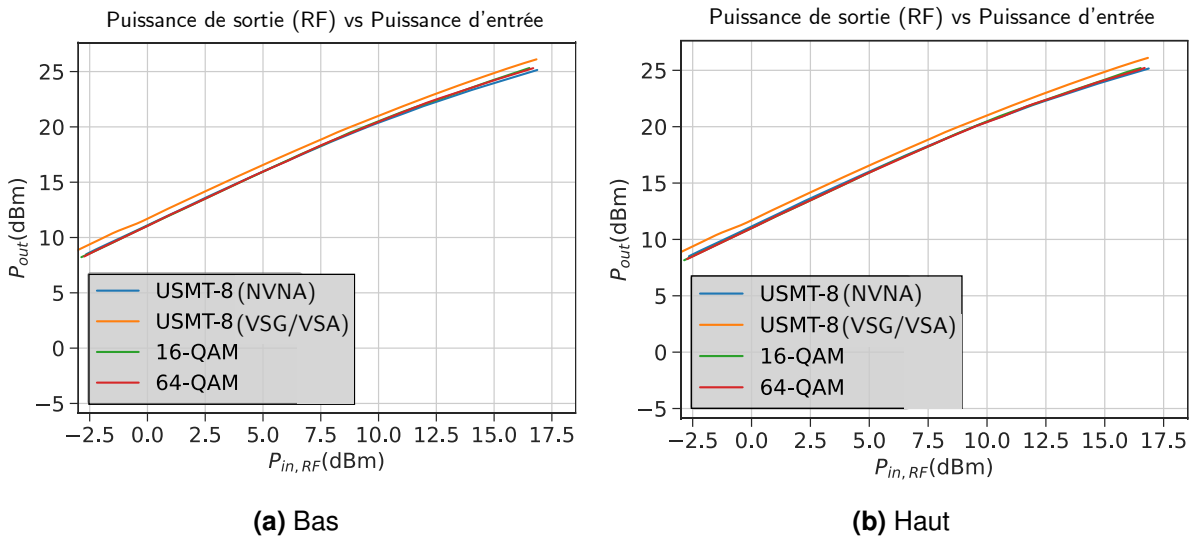 Puissance de sortie (RF) vs Puissance d'entrée
25
20
15
10
5
0
−5
P_out(dBm)
USMT-8 (NVNA)
USMT-8 (VSG/VSA)
16-QAM
64-QAM
−2.5 0.0 2.5 5.0 7.5 10.0 12.5 15.0 17.5
P_in,RF(dBm)
(a) Bas
Puissance de sortie (RF) vs Puissance d'entrée
25
20
15
10
5
0
−5
P_out(dBm)
USMT-8 (NVNA)
USMT-8 (VSG/VSA)
16-QAM
64-QAM
−2.5 0.0 2.5 5.0 7.5 10.0 12.5 15.0 17.5
P_in,RF(dBm)
(b) Haut